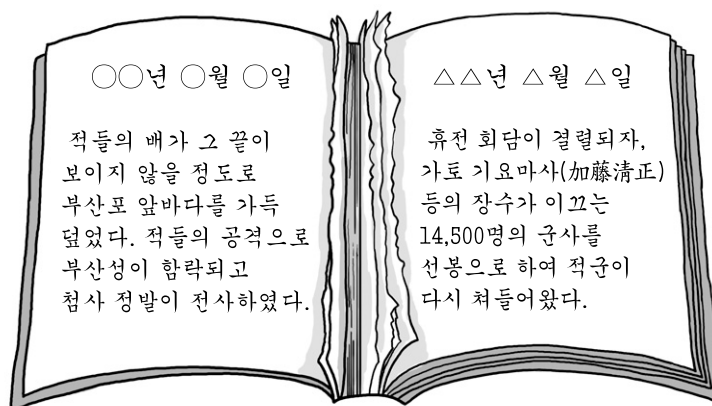 ○○년 ○월 ○일
적들의 배가 그 끝이
보이지 않을 정도로
부산포 앞바다를 가득
덮었다. 적들의 공격으로
부산성이 함락되고
첨사 정발이 전사하였다.
△△년 △월 △일
휴전 회담이 결렬되자,
가토 기요마사(加藤清正)
등의 장수가 이끄는
14,500명의 군사를
선봉으로 하여 적군이
다시 쳐들어왔다.